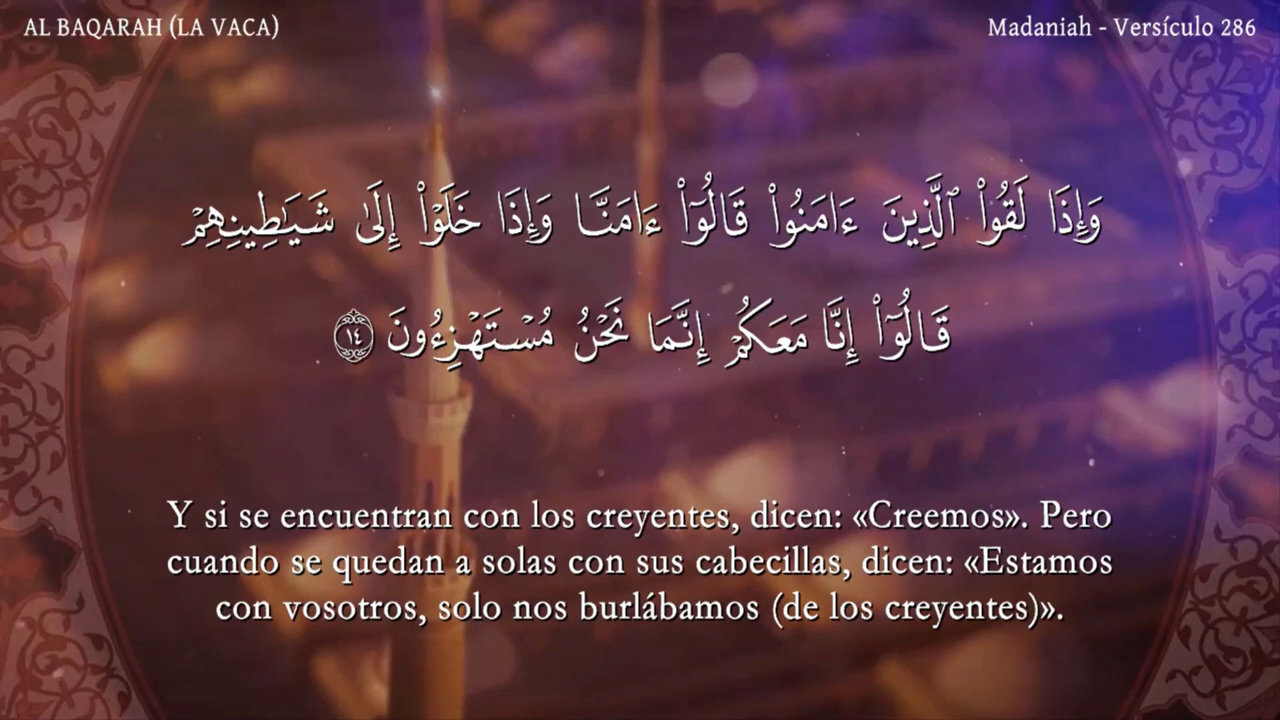 AL BAQARAH (LA VACA)
Madaniah - Versículo 286
وَإِذَا لَقُوا۟ ٱلَّذِينَ ءَامَنُوا۟ قَالُوٓا۟ ءَامَنَّا وَإِذَا خَلَوْا۟ إِلَىٰ شَيَـٰطِينِهِمْ
قَالُوٓا۟ إِنَّا مَعَكُمْ إِنَّمَا نَحْنُ مُسْتَهْزِءُونَ ١٤
Y si se encuentran con los creyentes, dicen: «Creemos». Pero
cuando se quedan a solas con sus cabecillas, dicen: «Estamos
con vosotros, solo nos burlábamos (de los creyentes)».